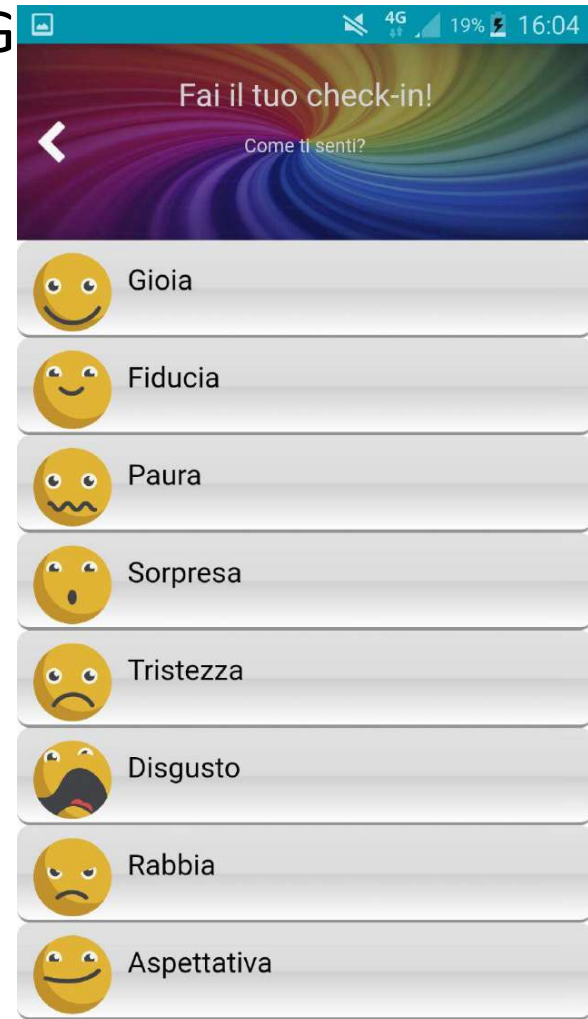 G
4G 19% 16:04
Fai il tuo check-in!
Come ti senti?
Gioia
Fiducia
Paura
Sorpresa
Tristezza
Disgusto
Rabbia
Aspettativa